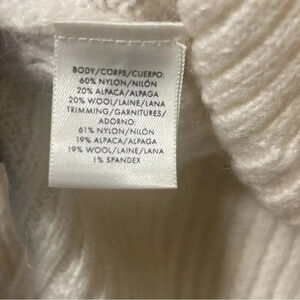 BODY/CORPS/CUERPO:
60% NYLON/NILÓN
20% ALPACA/ALPAGA
20% WOOL/LAINE/LANA
TRIMMING/GARNITURES/
ADORNO:
61% NYLON/NILÓN
19% ALPACA/ALPAGA
19% WOOL/LAINE/LANA
1% SPANDEX